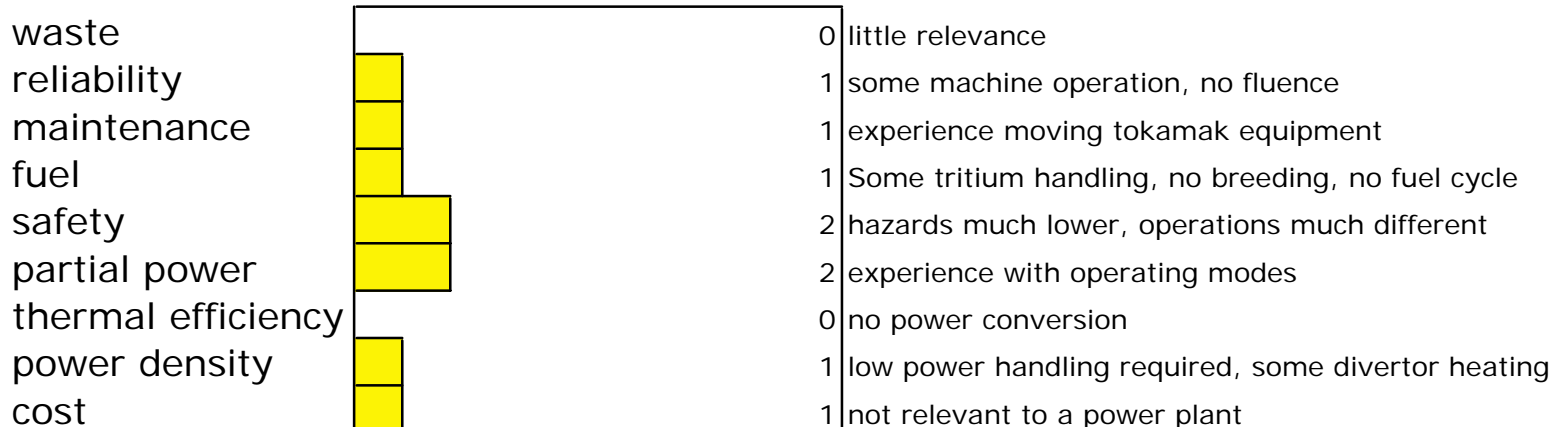 waste 0 little relevance
reliability 1 some machine operation, no fluence
maintenance 1 experience moving tokamak equipment
fuel 1 Some tritium handling, no breeding, no fuel cycle
safety 2 hazards much lower, operations much different
partial power 2 experience with operating modes
thermal efficiency 0 no power conversion
power density 1 low power handling required, some divertor heating
cost 1 not relevant to a power plant